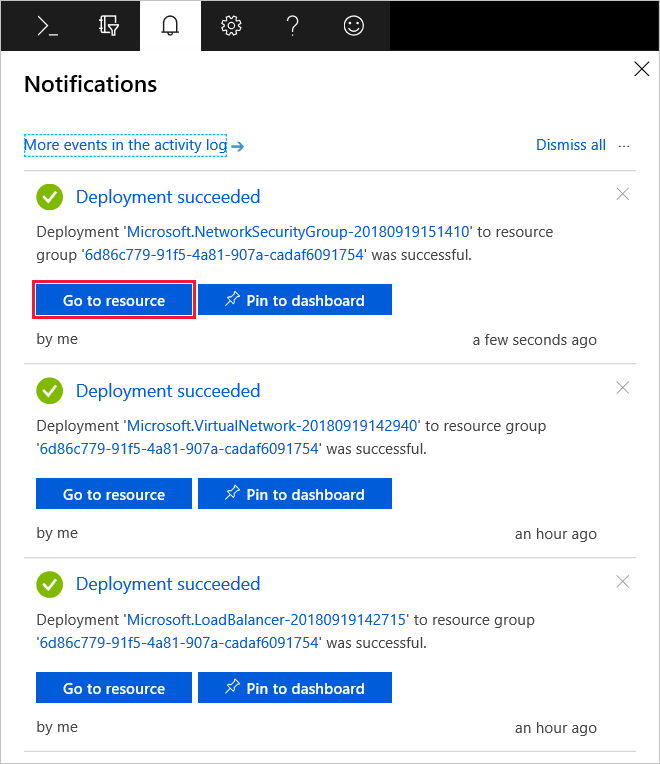 Notifications
More events in the activity log → Dismiss all ...
Deployment succeeded
Deployment 'Microsoft.NetworkSecurityGroup-20180919151410' to resource
group '6d86c779-91f5-4a81-907a-cadaf6091754' was successful.
Go to resource Pin to dashboard
by me a few seconds ago
Deployment succeeded
Deployment 'Microsoft.VirtualNetwork-20180919142940' to resource group
'6d86c779-91f5-4a81-907a-cadaf6091754' was successful.
Go to resource Pin to dashboard
by me an hour ago
Deployment succeeded
Deployment 'Microsoft.LoadBalancer-20180919142715' to resource group
'6d86c779-91f5-4a81-907a-cadaf6091754' was successful.
Go to resource Pin to dashboard
by me an hour ago